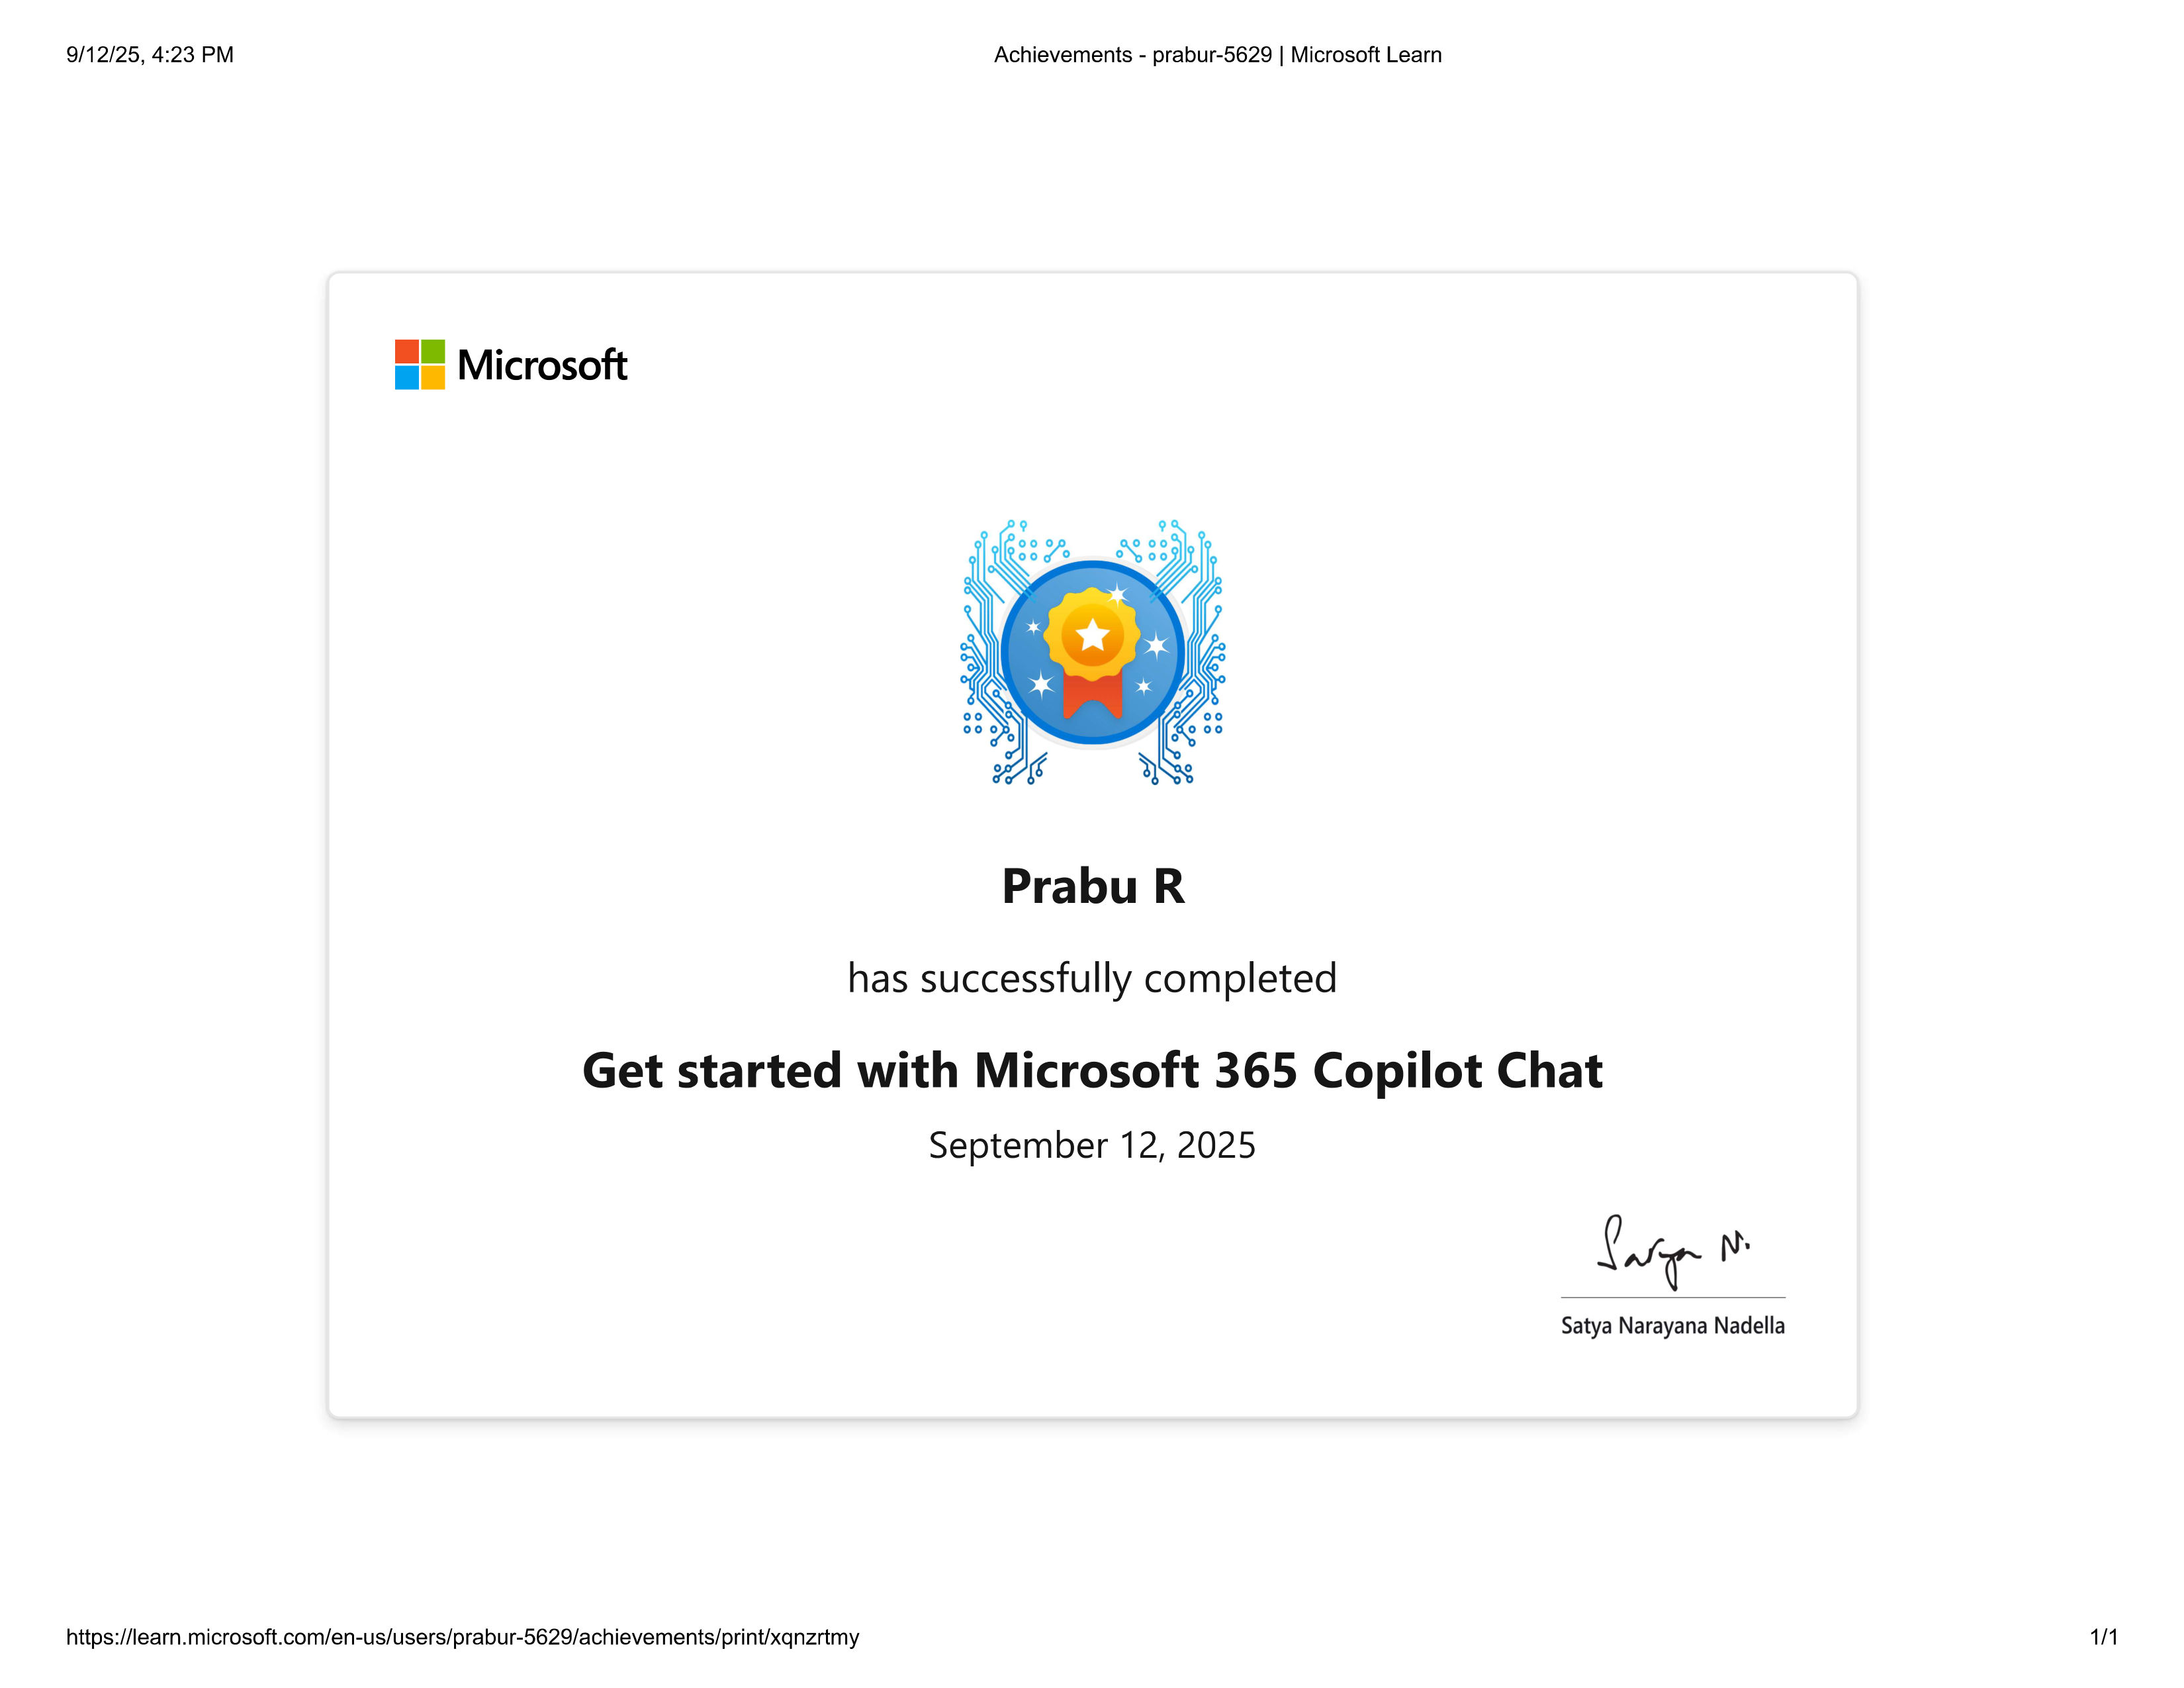 9/12/25, 4:23 PM
Achievements - prabur-5629 | Microsoft Learn
Microsoft
Prabu R
has successfully completed
Get started with Microsoft 365 Copilot Chat
September 12, 2025
Satya N.
Satya Narayana Nadella
https://learn.microsoft.com/en-us/users/prabur-5629/achievements/print/xqnzrtmy
1/1